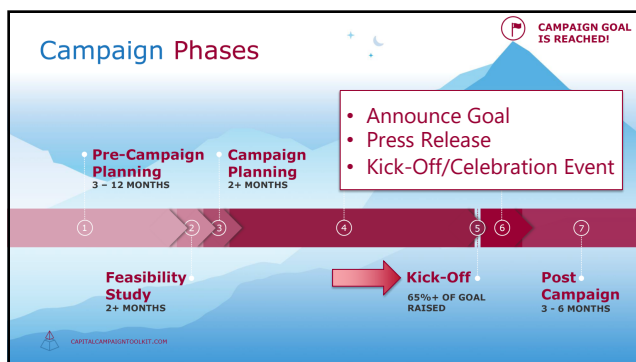 Campaign Phases
CAMPAIGN GOAL
IS REACHED!
• Announce Goal
• Press Release
• Kick-Off/Celebration Event
Pre-Campaign
Planning
3 – 12 MONTHS
Campaign
Planning
2+ MONTHS
1
2
3
4
5
6
7
Feasibility
Study
2+ MONTHS
Kick-Off
65%+ OF GOAL
RAISED
Post
Campaign
3 - 6 MONTHS
CAPITALCAMPAIGNTOOLKIT.COM